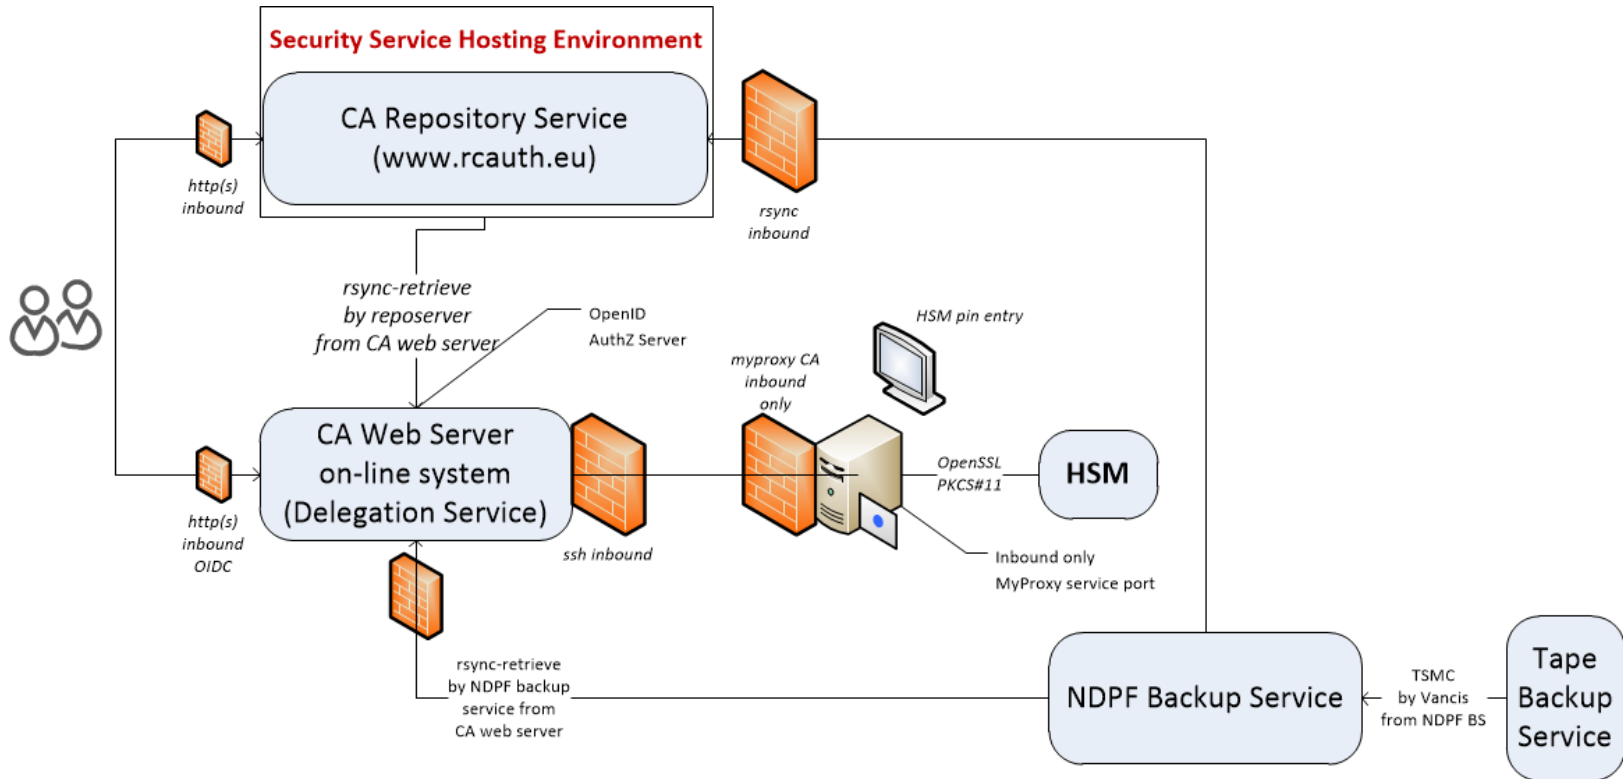 Security Service Hosting Environment
CA Repository Service
(www.rcauth.eu)
http(s)
inbound
rsync
inbound
rsync-retrieve
by reposerver
from CA web server
OpenID
AuthZ Server
HSM pin entry
myproxy CA
inbound
only
CA Web Server
on-line system
(Delegation Service)
OpenSSL
PKCS#11
HSM
http(s)
inbound
OIDC
ssh inbound
Inbound only
MyProxy service port
rsync-retrieve
by NDPF backup
service from
CA web server
NDPF Backup Service
TSMC
by Vancis
from NDPF BS
Tape
Backup
Service